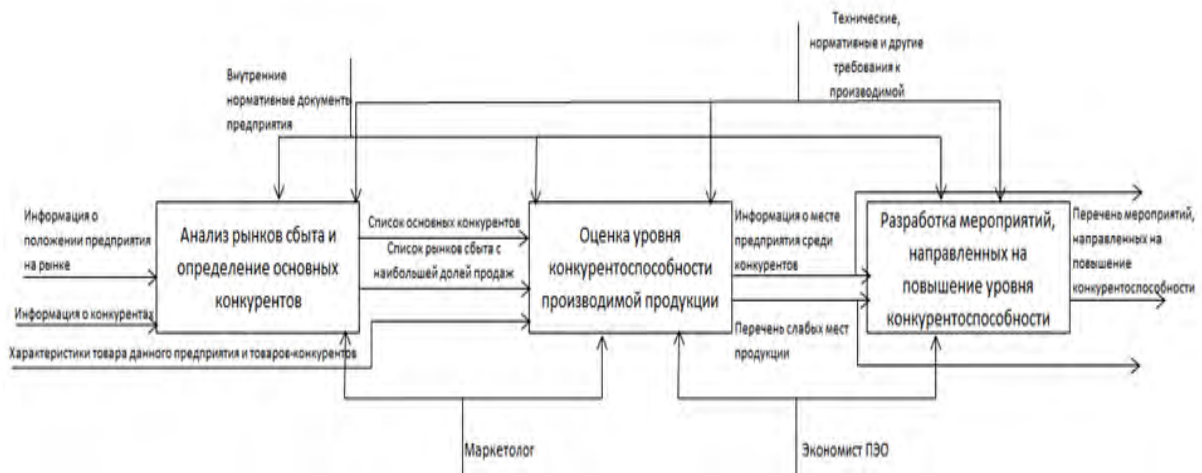 Технические,
нормативные и другие
требования к
производимой
Внутренние
нормативные документы
предприятия
Информация о
положении предприятия
на рынке
Информация о конкурентах
Характеристики товара данного предприятия и товаров-конкурентов
Анализ рынков сбыта и
определение основных
конкурентов
Список основных конкурентов
Список рынков сбыта с
наибольшей долей продаж
Оценка уровня
конкурентоспособности
производимой продукции
Информация о месте
предприятия среди
конкурентов
Перечень слабых мест
продукции
Разработка мероприятий,
направленных на
повышение уровня
конкурентоспособности
Перечень мероприятий,
направленных на
повышение
конкурентоспособности
Маркетолог
Экономист ПЭО